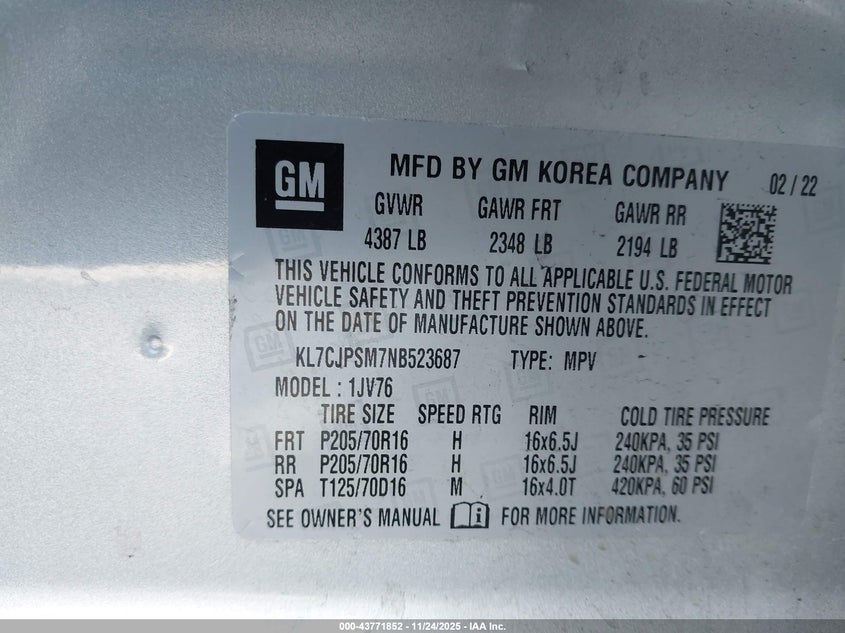 GM
MFD BY GM KOREA COMPANY 02 / 22
GVWR GAWR FRT GAWR RR
4387 LB 2348 LB 2194 LB
THIS VEHICLE CONFORMS TO ALL APPLICABLE U.S. FEDERAL MOTOR
VEHICLE SAFETY AND THEFT PREVENTION STANDARDS IN EFFECT
ON THE DATE OF MANUFACTURE SHOWN ABOVE.
KL7CJPSM7NB523687 TYPE: MPV
MODEL : 1JV76
TIRE SIZE SPEED RTG RIM COLD TIRE PRESSURE
FRT P205/70R16 H 16x6.5J 240KPA, 35 PSI
RR P205/70R16 H 16x6.5J 240KPA, 35 PSI
SPA T125/70D16 M 16x4.0T 420KPA, 60 PSI
SEE OWNER'S MANUAL i FOR MORE INFORMATION.
000-43771852 - 11/24/2025 - IAA Inc.